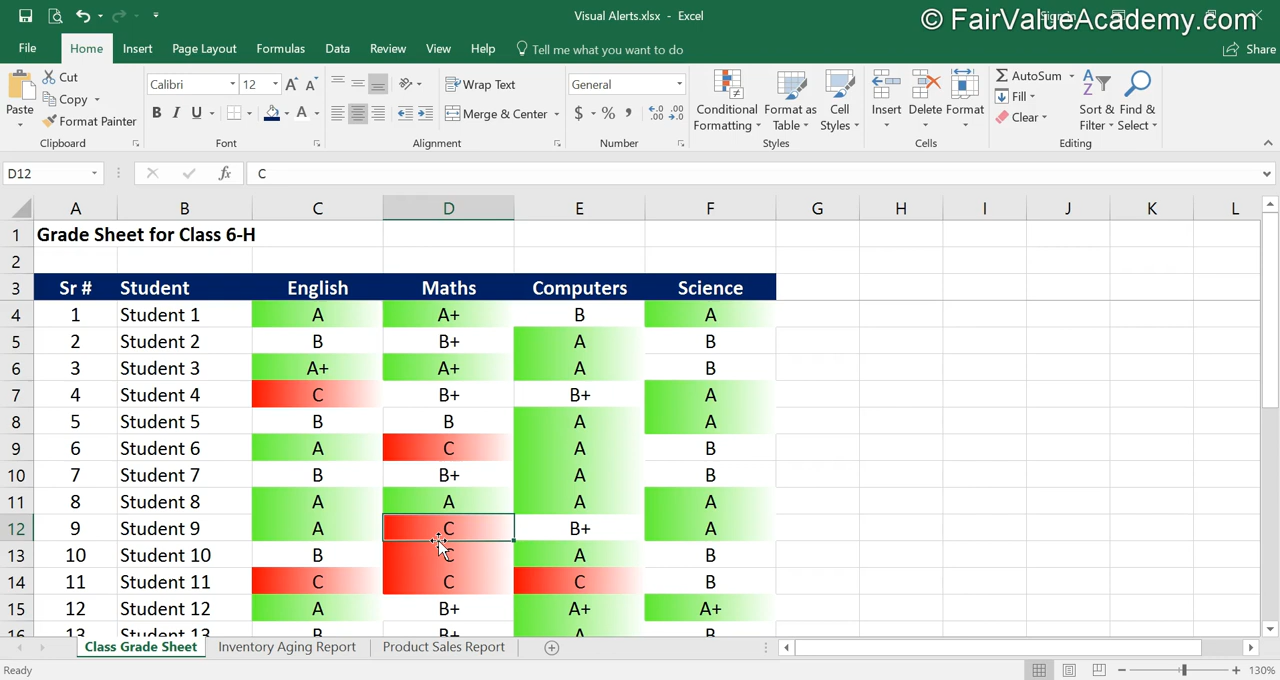 Visual Alerts.xlsx - Excel
© FairValueAcademy.com
File Home Insert Page Layout Formulas Data Review View Help Tell me what you want to do Share
Paste
Cut
Copy
Format Painter
Clipboard
Calibri 12
B I U
Font
Wrap Text
Merge & Center
Alignment
General
$ % ,
Number
Conditional Formatting
Format as Table
Cell Styles
Styles
Insert Delete Format
Cells
AutoSum
Fill
Clear
Sort & Filter
Find & Select
Editing
D12 fx C
A B C D E F G H I J K L
1 Grade Sheet for Class 6-H
2
3 Sr # Student English Maths Computers Science
4 1 Student 1 A A+ B A
5 2 Student 2 B B+ A B
6 3 Student 3 A+ A+ A B
7 4 Student 4 C B+ B+ A
8 5 Student 5 B B A A
9 6 Student 6 A C A B
10 7 Student 7 B B+ A B
11 8 Student 8 A A A A
12 9 Student 9 A C B+ A
13 10 Student 10 B C A B
14 11 Student 11 C C C B
15 12 Student 12 A B+ A+ A+
16 13 Student 13 B B+ A B
Class Grade Sheet Inventory Aging Report Product Sales Report
Ready 130%